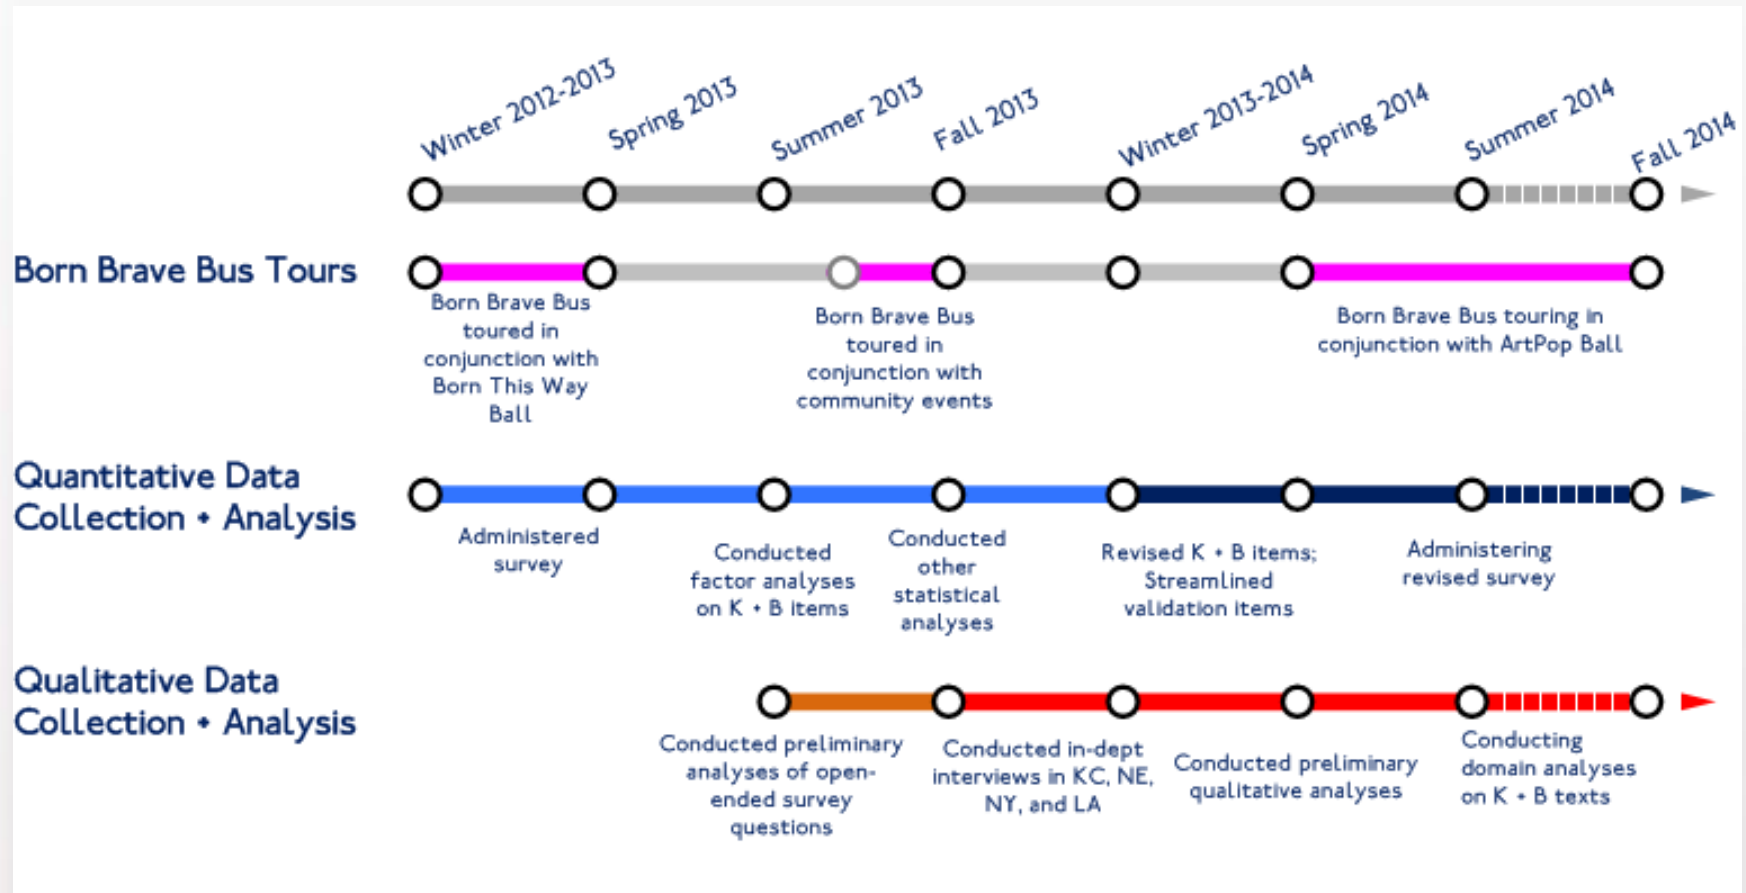 Winter 2012-2013
Spring 2013
Summer 2013
Fall 2013
Winter 2013-2014
Spring 2014
Summer 2014
Fall 2014
Born Brave Bus Tours
Born Brave Bus
toured in
conjunction with
Born This Way
Ball
Born Brave Bus
toured in
conjunction with
community events
Born Brave Bus touring in
conjunction with ArtPop Ball
Quantitative Data
Collection + Analysis
Administered
survey
Conducted
factor analyses
on K + B items
Conducted
other
statistical
analyses
Revised K + B items;
Streamlined
validation items
Administering
revised survey
Qualitative Data
Collection + Analysis
Conducted preliminary
analyses of open-
ended survey
questions
Conducted in-dept
interviews in KC, NE,
NY, and LA
Conducted preliminary
qualitative analyses
Conducting
domain analyses
on K + B texts